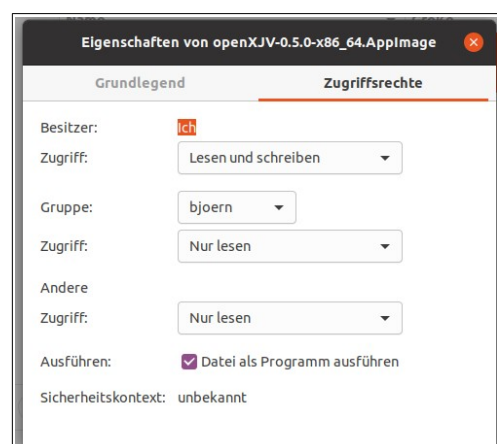 Eigenschaften von openXJV-0.5.0-x86_64.AppImage
Grundlegend Zugriffsrechte
Besitzer: Ich
Zugriff: Lesen und schreiben
Gruppe: bjoern
Zugriff: Nur lesen
Andere
Zugriff: Nur lesen
Ausführen: Datei als Programm ausführen
Sicherheitskontext: unbekannt